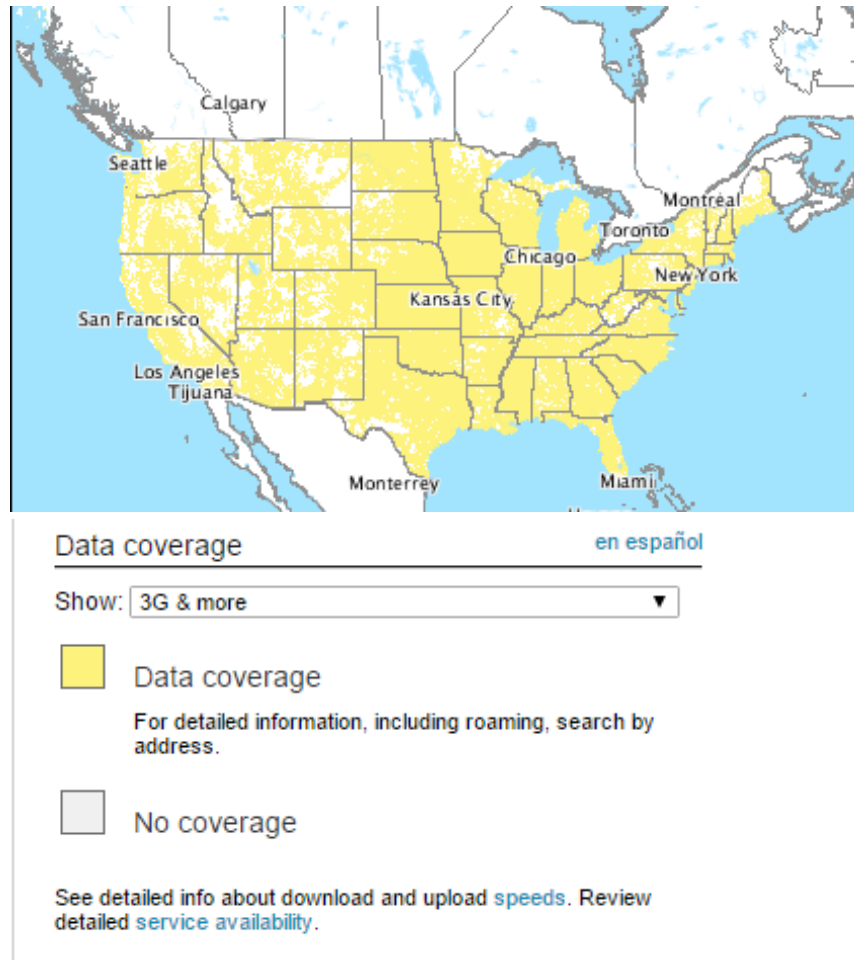 Calgary
Seattle
Montréal
Toronto
Chicago
New York
Kansas City
San Francisco
Los Angeles
Tijuana
Monterrey
Miami
Data coverage
en español
Show: 3G & more
Data coverage
For detailed information, including roaming, search by
address.
No coverage
See detailed info about download and upload speeds. Review
detailed service availability.